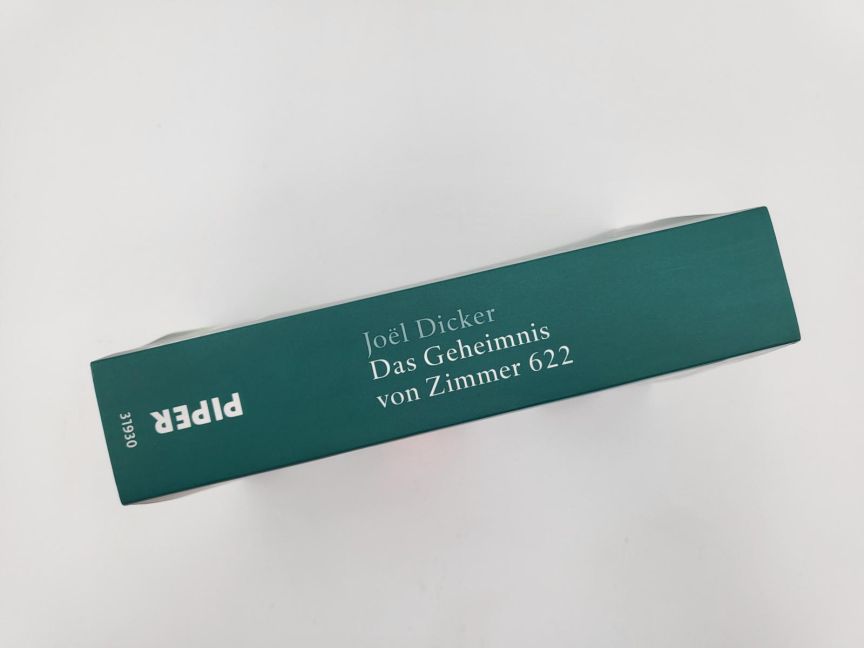 Joël Dicker
Das Geheimnis
von Zimmer 622
PIPER
31930